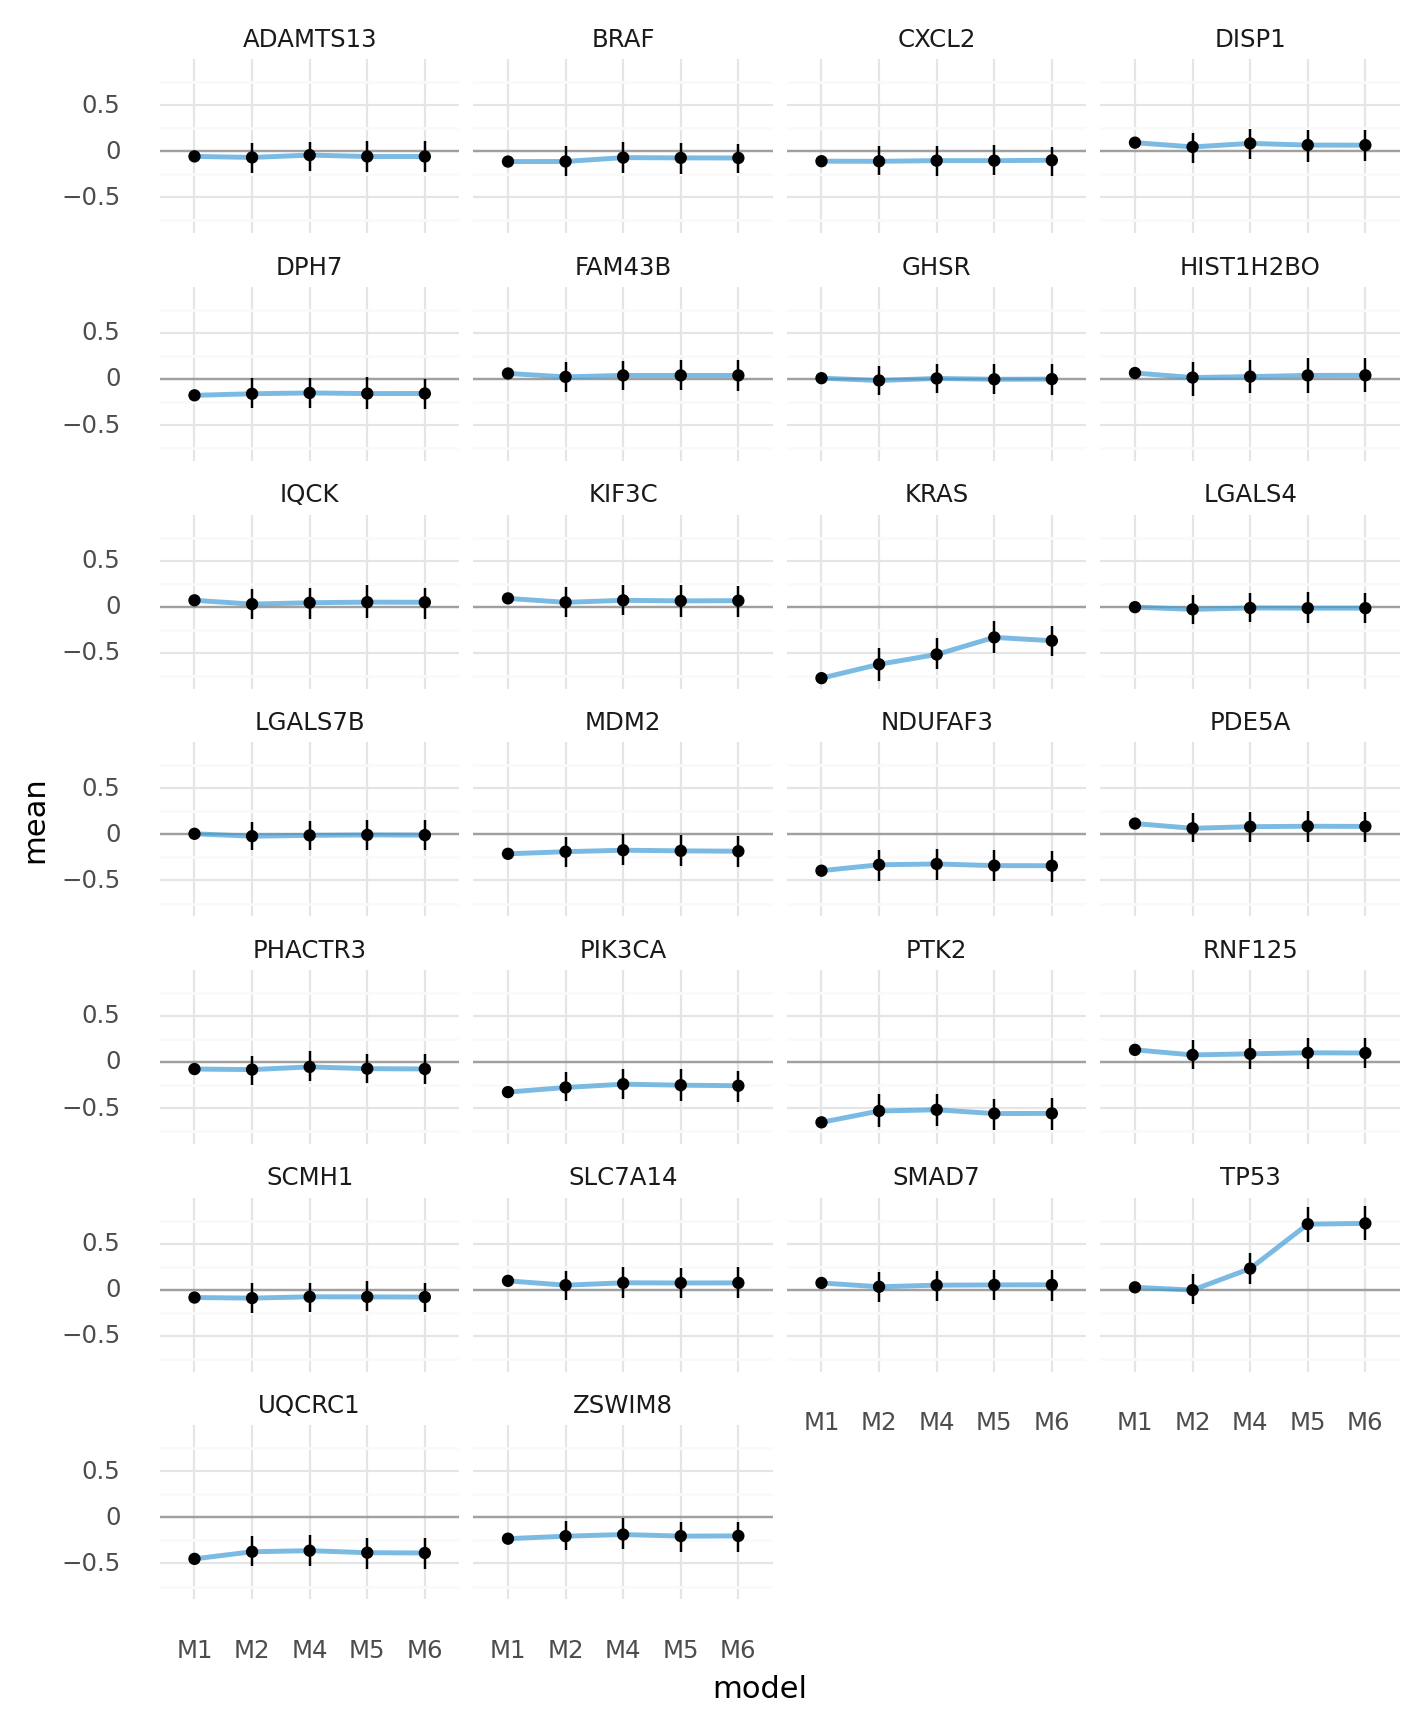 ADAMTS13 BRAF CXCL2 DISP1
0.5
0
−0.5
DPH7 FAM43B GHSR HIST1H2BO
0.5
0
−0.5
IQCK KIF3C KRAS LGALS4
0.5
0
−0.5
LGALS7B MDM2 NDUFAF3 PDE5A
0.5
mean
0
−0.5
PHACTR3 PIK3CA PTK2 RNF125
0.5
0
−0.5
SCMH1 SLC7A14 SMAD7 TP53
0.5
0
−0.5
UQCRC1 ZSWIM8
M1 M2 M4 M5 M6 M1 M2 M4 M5 M6
0.5
0
−0.5
M1 M2 M4 M5 M6 M1 M2 M4 M5 M6
model